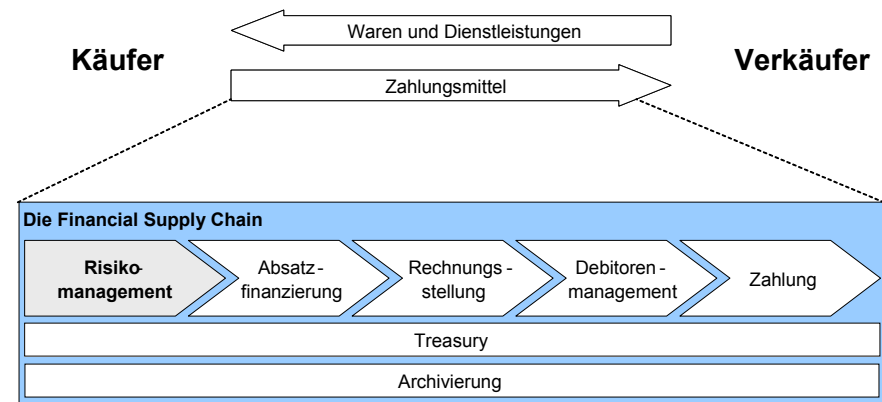 Waren und Dienstleistungen
Käufer
Verkäufer
Zahlungsmittel
Die Financial Supply Chain
Risiko-
management
Absatz-
finanzierung
Rechnungs-
stellung
Debitoren-
management
Zahlung
Treasury
Archivierung